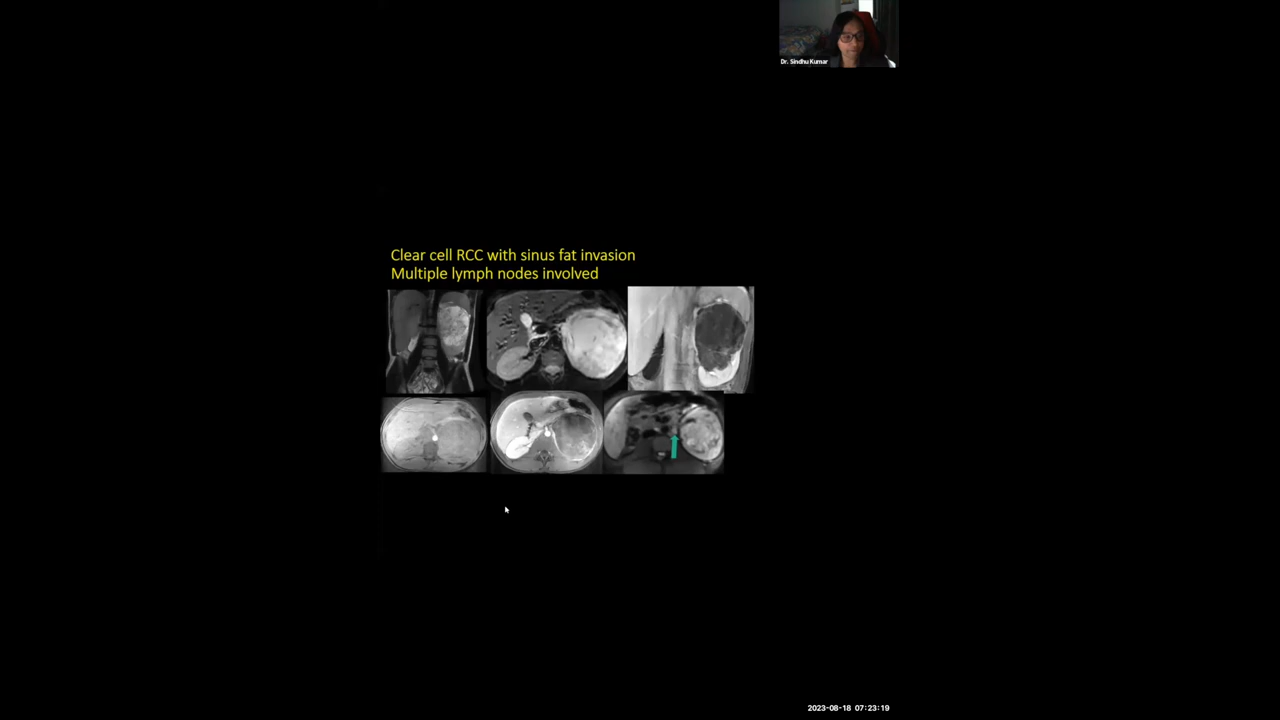 Dr. Sindhu Kumar
Clear cell RCC with sinus fat invasion
Multiple lymph nodes involved
2023-08-18 07:23:19